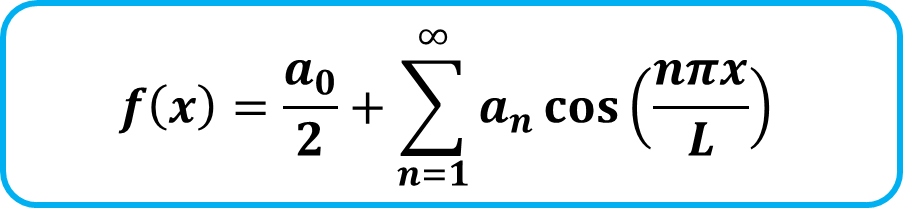 f(x) = a₀/2 + ∑_{n=1}^{∞} aₙ cos (nπx/L)